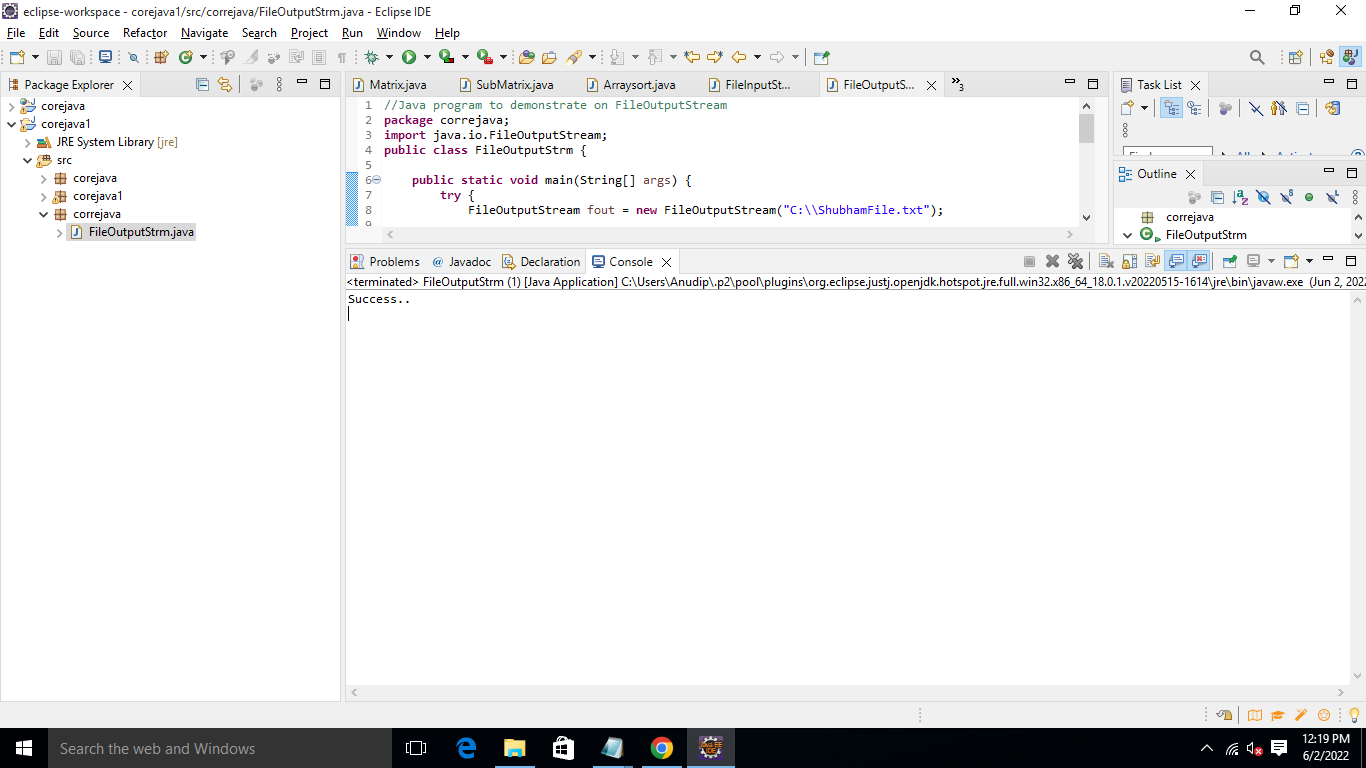 eclipse-workspace - corejava1/src/correjava/FileOutputStrm.java - Eclipse IDE
File Edit Source Refactor Navigate Search Project Run Window Help
Package Explorer
corejava
corejava1
JRE System Library [jre]
src
corejava
corejava1
correjava
FileOutputStrm.java
Matrix.java SubMatrix.java Arraysort.java FileInputSt... FileOutputS... »3
1 //Java program to demonstrate on FileOutputStream
2 package correjava;
3 import java.io.FileOutputStream;
4 public class FileOutputStrm {
5
6 public static void main(String[] args) {
7 try {
8 FileOutputStream fout = new FileOutputStream("C:\\ShubhamFile.txt");
Task List
Outline
correjava
FileOutputStrm
Problems @ Javadoc Declaration Console
<terminated> FileOutputStrm (1) [Java Application] C:\Users\Anudip\.p2\pool\plugins\org.eclipse.justj.openjdk.hotspot.jre.full.win32.x86_64_18.0.1.v20220515-1614\jre\bin\javaw.exe (Jun 2, 202
Success..
Search the web and Windows
JAVA EE
IDE
12:19 PM
6/2/2022